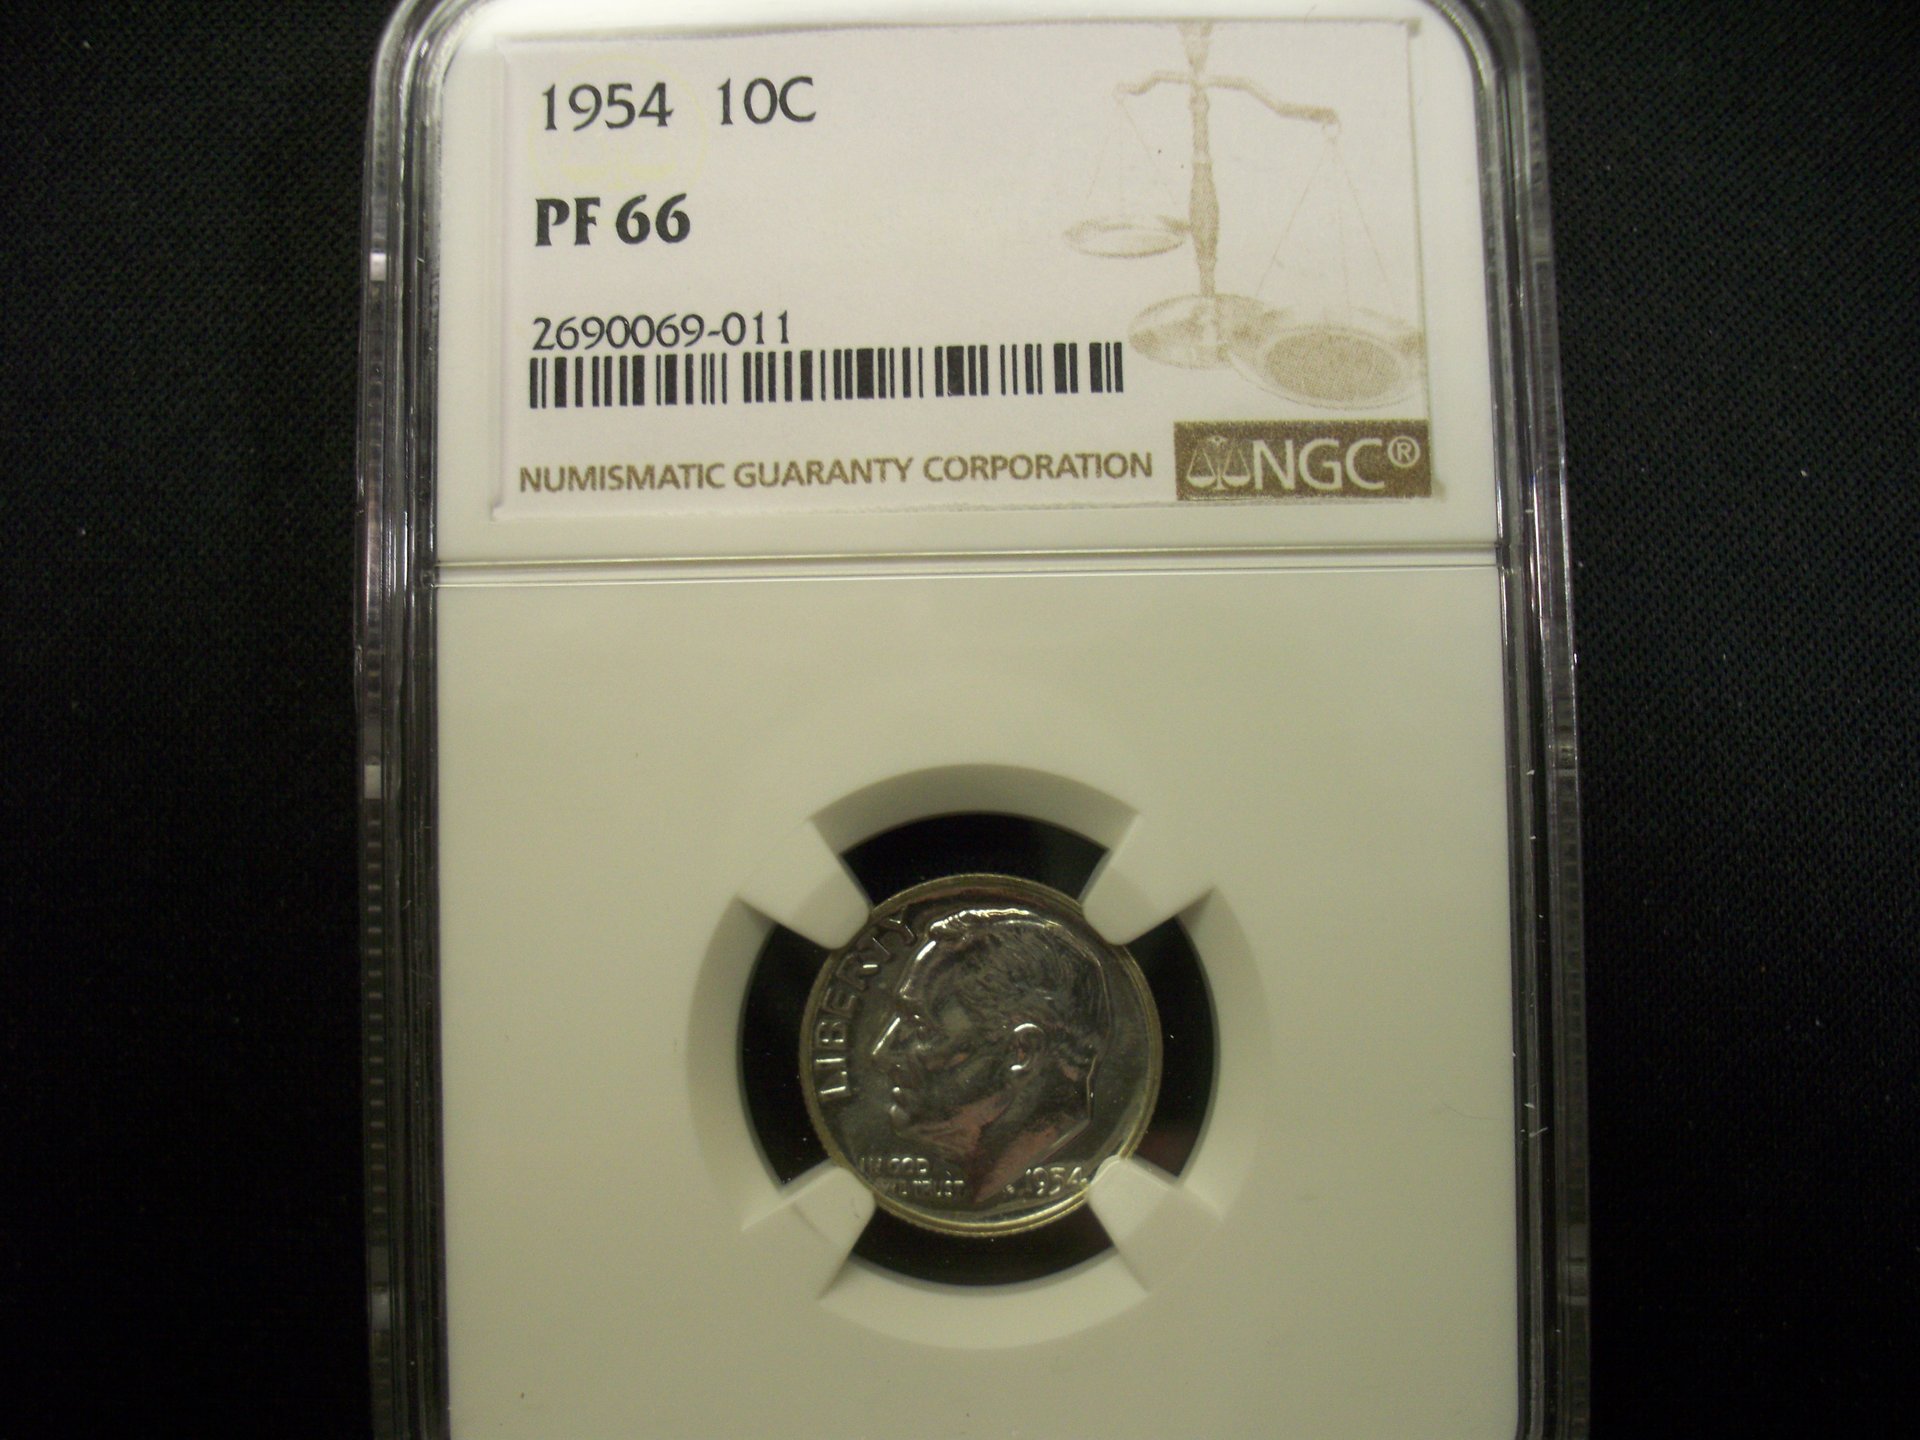 1954 10C
PF 66
2690069-011
NUMISMATIC GUARANTY CORPORATION
NGC®
LIBERTY
IN GOD
WE TRUST
1954